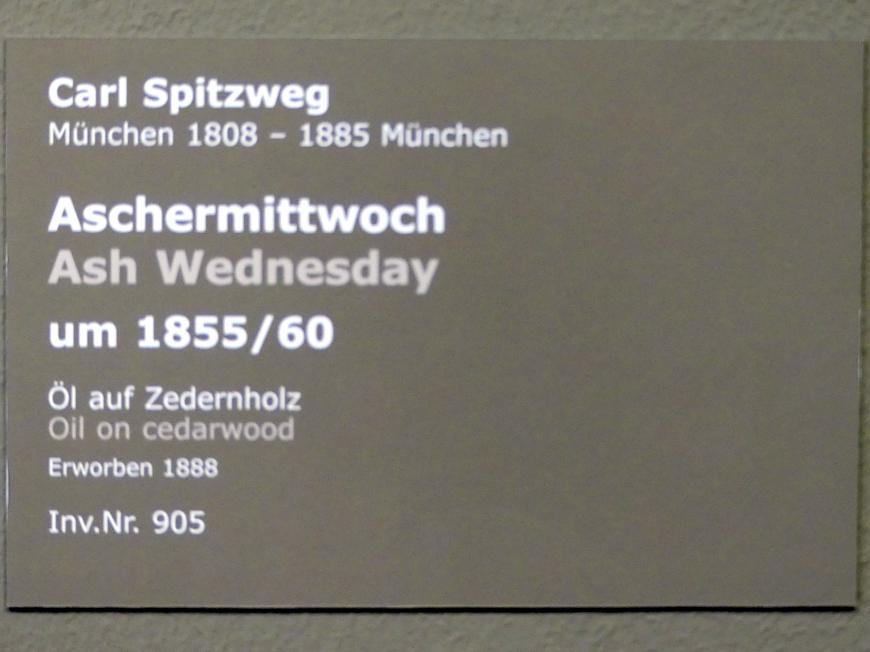 Carl Spitzweg
München 1808 – 1885 München
Aschermittwoch
Ash Wednesday
um 1855/60
Öl auf Zedernholz
Oil on cedarwood
Erworben 1888
Inv.Nr. 905